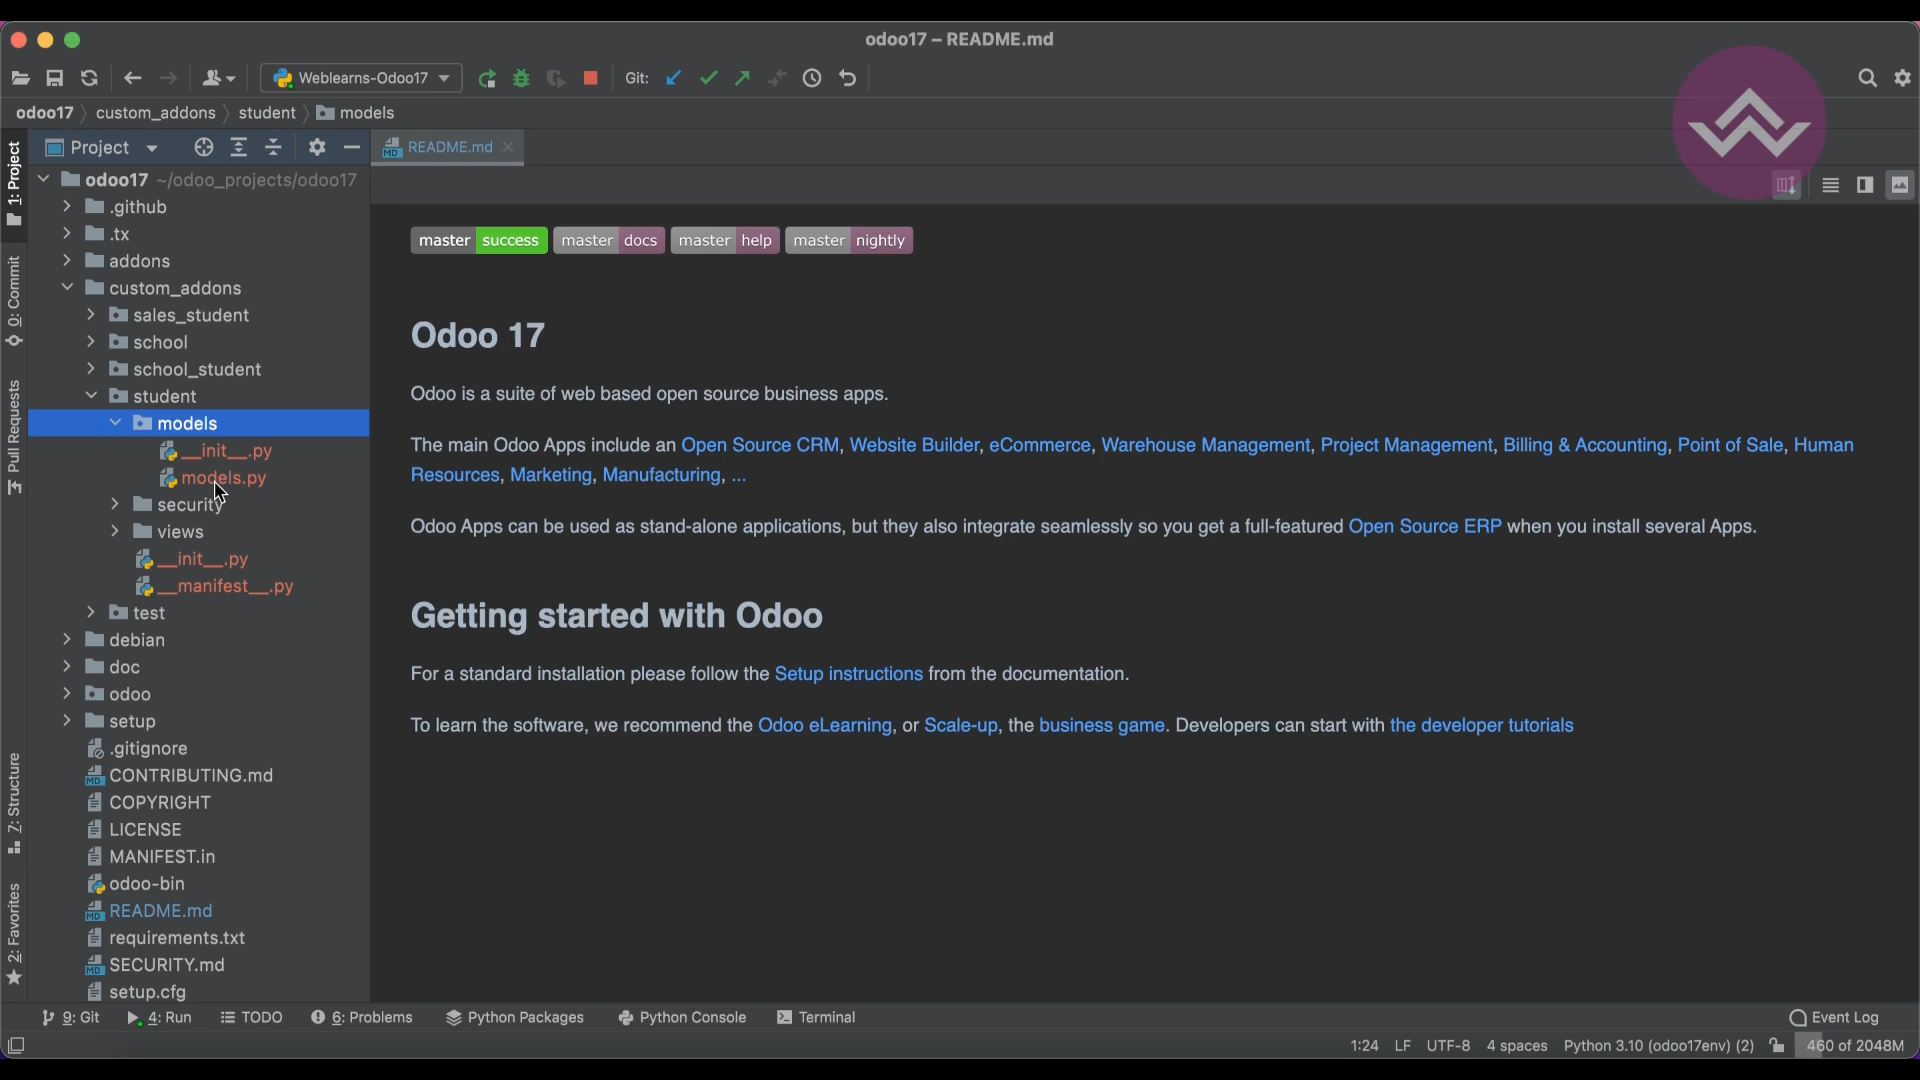 odoo17 – README.md
Weblearns-Odoo17
Git:
odoo17 custom_addons student models
1: Project
0: Commit
Pull Requests
7: Structure
2: Favorites
Project
README.md
odoo17 ~/odoo_projects/odoo17
.github
.tx
addons
custom_addons
sales_student
school
school_student
student
models
__init__.py
models.py
security
views
__init__.py
__manifest__.py
test
debian
doc
odoo
setup
.gitignore
CONTRIBUTING.md
COPYRIGHT
LICENSE
MANIFEST.in
odoo-bin
README.md
requirements.txt
SECURITY.md
setup.cfg
master success master docs master help master nightly
Odoo 17
Odoo is a suite of web based open source business apps.
The main Odoo Apps include an Open Source CRM, Website Builder, eCommerce, Warehouse Management, Project Management, Billing & Accounting, Point of Sale, Human
Resources, Marketing, Manufacturing, ...
Odoo Apps can be used as stand-alone applications, but they also integrate seamlessly so you get a full-featured Open Source ERP when you install several Apps.
Getting started with Odoo
For a standard installation please follow the Setup instructions from the documentation.
To learn the software, we recommend the Odoo eLearning, or Scale-up, the business game. Developers can start with the developer tutorials
9: Git 4: Run TODO 6: Problems Python Packages Python Console Terminal Event Log
1:24 LF UTF-8 4 spaces Python 3.10 (odoo17env) (2) 460 of 2048M